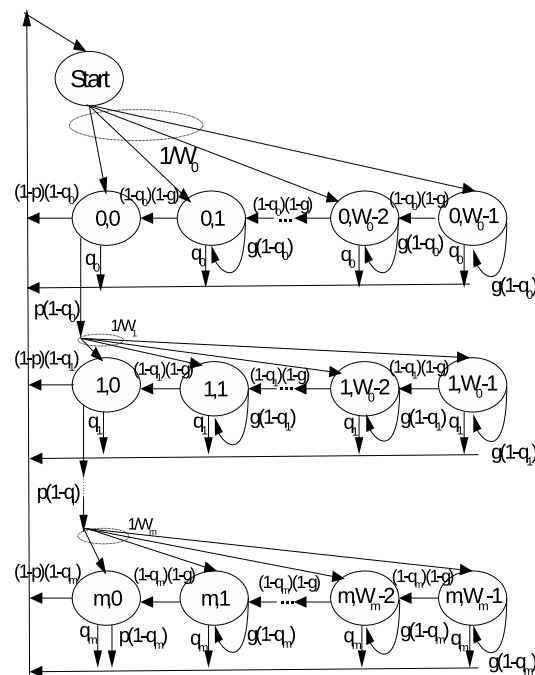 Start
1/W₀
(1-p)(1-q₀)
(1-q₀)(1-g)
(1-q₀)(1-g)
(1-q₀)(1-g)
0,0
0,1
...
0,W₀-2
0,W₀-1
q₀
q₀
g(1-q₀)
q₀
g(1-q₀)
q₀
g(1-q₀)
p(1-q₀)
1/W₁
(1-p)(1-q₁)
(1-q₁)(1-g)
(1-q₁)(1-g)
(1-q₁)(1-g)
1,0
1,1
...
1,W₀-2
1,W₀-1
q₁
q₁
g(1-q₁)
q₁
g(1-q₁)
q₁
g(1-q₁)
p(1-qᵢ)
1/Wₘ
(1-p)(1-qₘ)
(1-qₘ)(1-g)
(1-qₘ)(1-g)
(1-qₘ)(1-g)
m,0
m,1
...
m,Wₘ-2
m,Wₘ-1
qₘ
p(1-qₘ)
qₘ
g(1-qₘ)
qₘ
g(1-qₘ)
qₘ
g(1-qₘ)